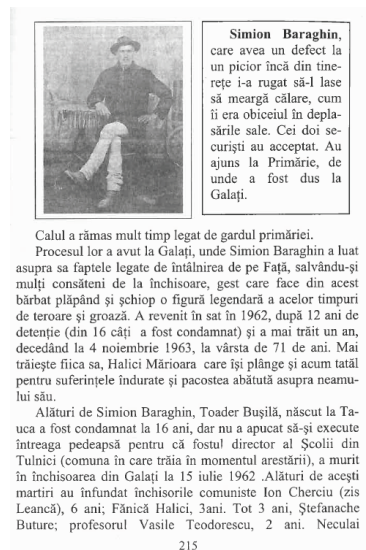 Simion Baraghin,
care avea un defect la
un picior încă din tine-
rețe i-a rugat să-l lase
să meargă călare, cum
îi era obiceiul în depla-
sările sale. Cei doi se-
curiști au acceptat. Au
ajuns la Primărie, de
unde a fost dus la
Galați.
Calul a rămas mult timp legat de gardul primăriei.
Procesul lor a avut la Galați, unde Simion Baraghin a luat
asupra sa faptele legate de întâlnirea de pe Față, salvându-și
mulți consăteni de la închisoare, gest care face din acest
bărbat plăpând și șchiop o figură legendară a acelor timpuri
de teroare și groază. A revenit în sat în 1962, după 12 ani de
detenție (din 16 câți a fost condamnat) și a mai trăit un an,
decedând la 4 noiembrie 1963, la vârsta de 71 de ani. Mai
trăiește fiica sa, Halici Mărioara care își plânge și acum tatăl
pentru suferințele îndurate și pacostea abătută asupra neamu-
lui său.
Alături de Simion Baraghin, Toader Bușilă, născut la Ta-
uca a fost condamnat la 16 ani, dar nu a apucat să-și execute
întreaga pedeapsă pentru că fostul director al Școlii din
Tulnici (comuna în care trăia în momentul arestării), a murit
în închisoarea din Galați la 15 iulie 1962 .Alături de acești
martiri au înfundat închisorile comuniste Ion Cherciu (zis
Leancă), 6 ani; Fănică Halici, 3ani. Tot 3 ani, Ștefanache
Buture; profesorul Vasile Teodorescu, 2 ani. Neculai
215